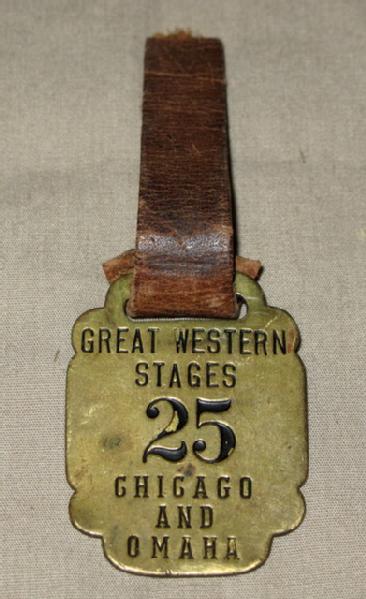 GREAT WESTERN
STAGES
25
CHICAGO
AND
OMAHA